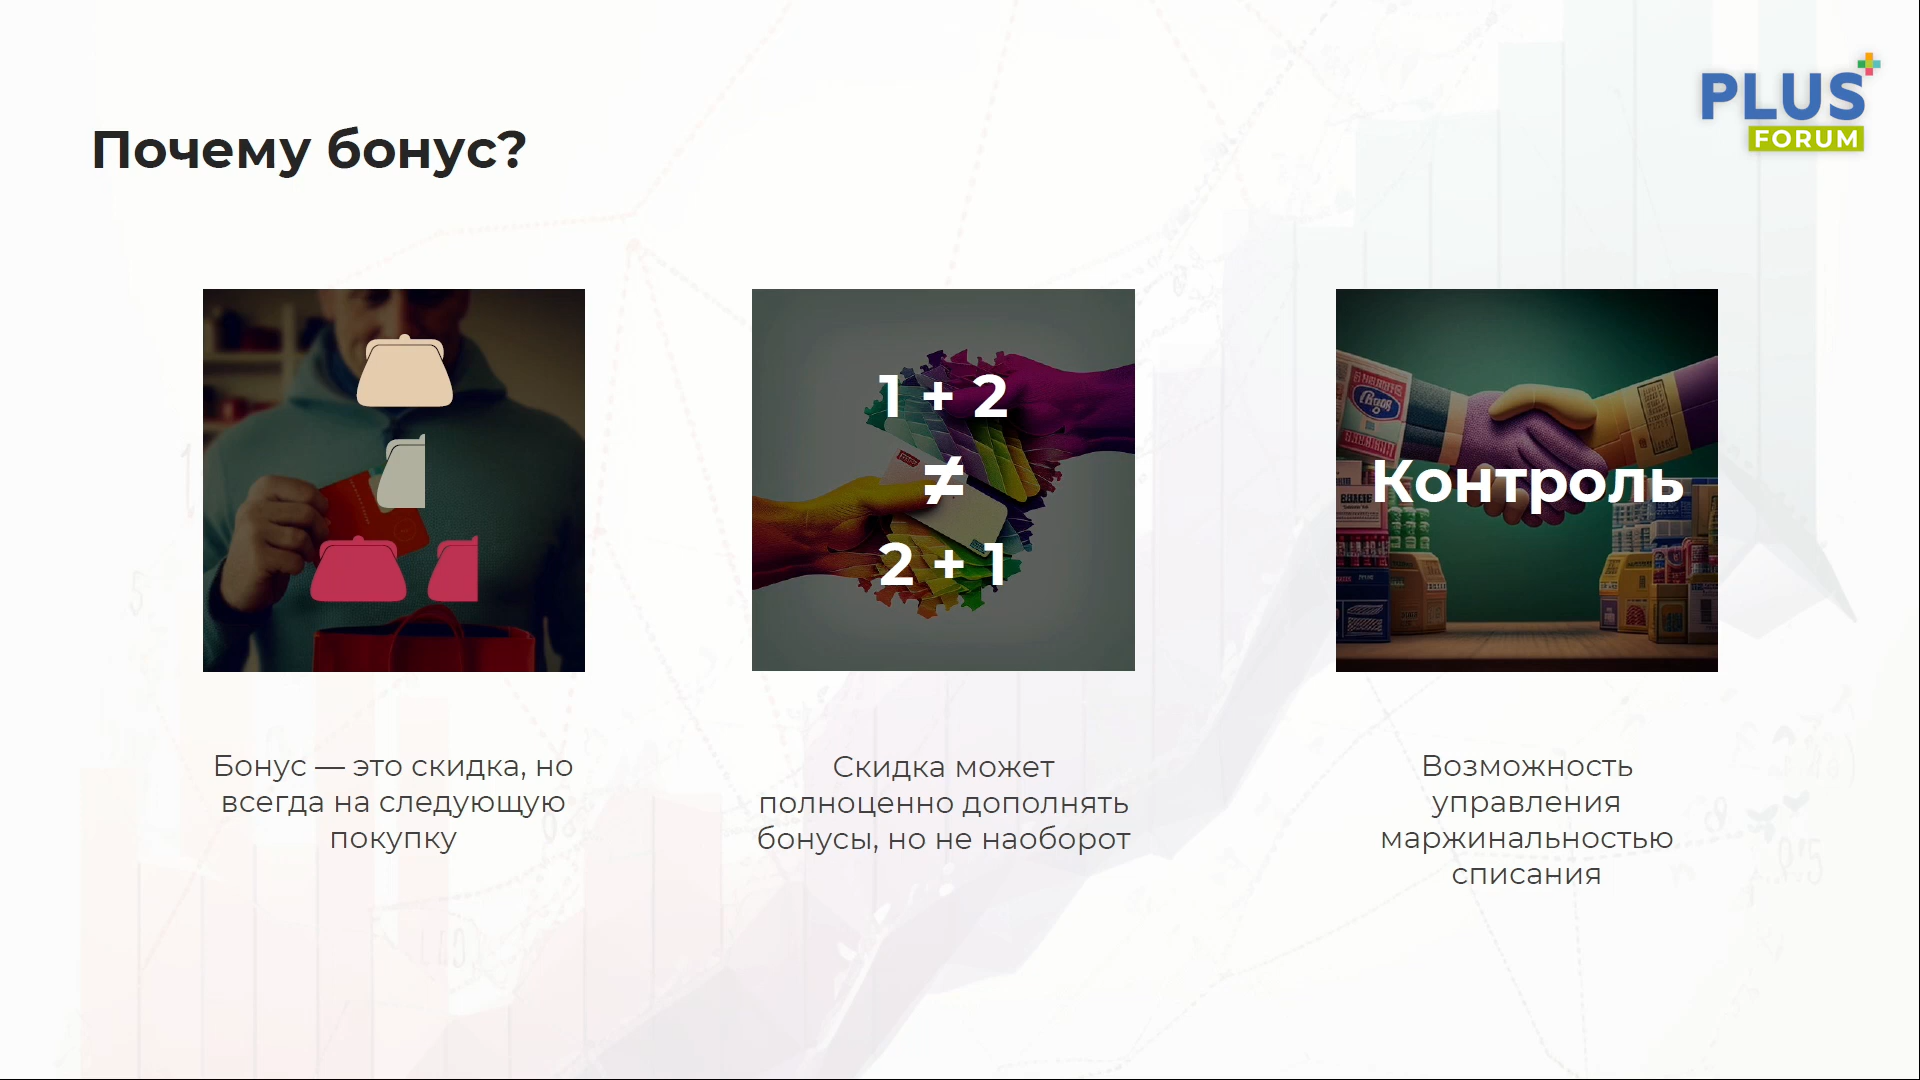 PLUS
FORUM
Почему бонус?
1 + 2
≠
2 + 1
Контроль
Бонус — это скидка, но
всегда на следующую
покупку
Скидка может
полноценно дополнять
бонусы, но не наоборот
Возможность
управления
маржинальностью
списания